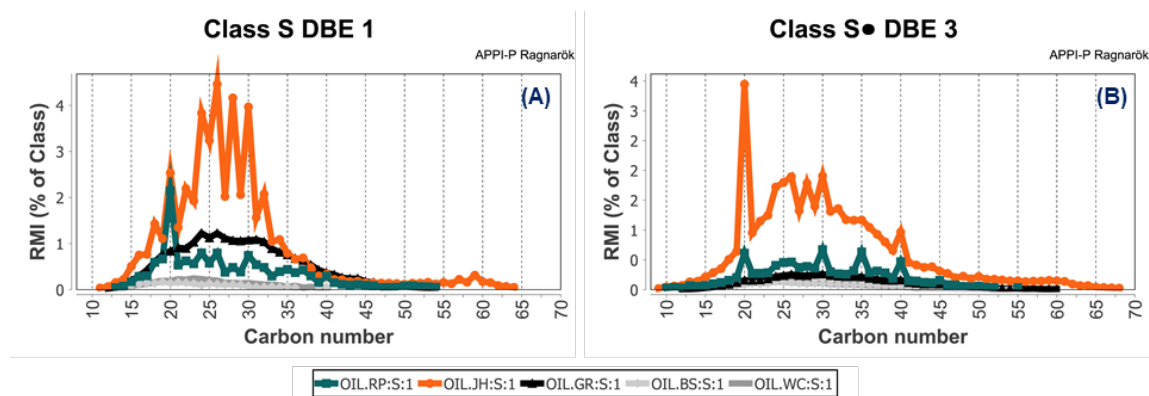 Class S DBE 1
APPI-P Ragnarök
(A)
RMI (% of Class)
4
3
2
1
0
10 15 20 25 30 35 40 45 50 55 60 65 70
Carbon number
Class S● DBE 3
APPI-P Ragnarök
(B)
RMI (% of Class)
4
3
2
2
1
0
0
10 15 20 25 30 35 40 45 50 55 60 65 70
Carbon number
OIL.RP:S:1 OIL.JH:S:1 OIL.GR:S:1 OIL.BS:S:1 OIL.WC:S:1